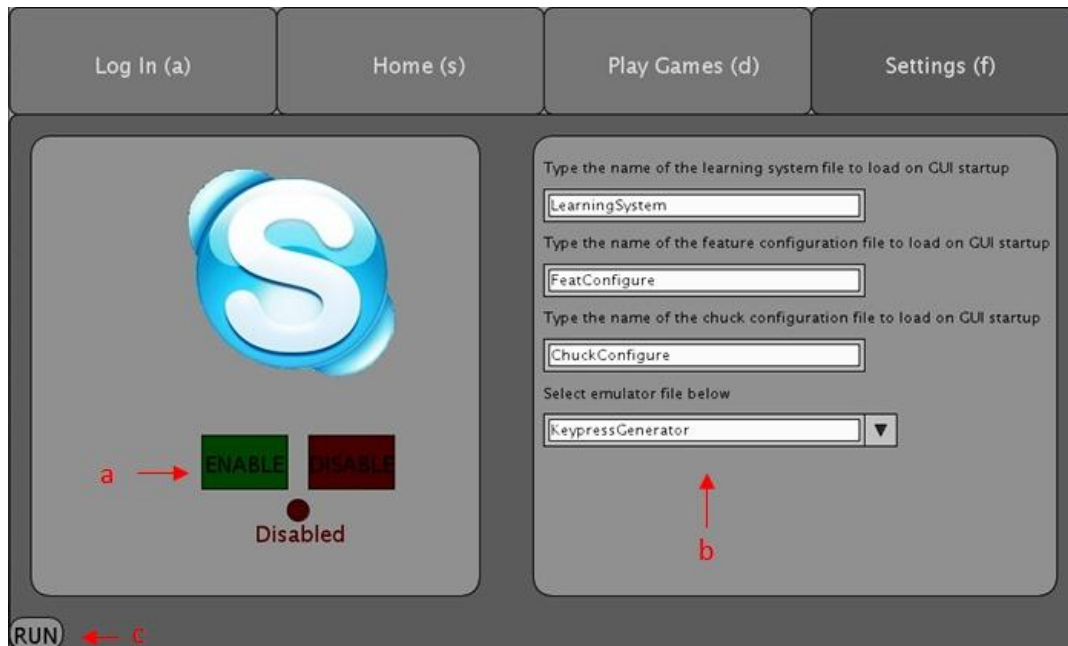 Log In (a)
Home (s)
Play Games (d)
Settings (f)
S
ENABLE
DISABLE
Disabled
a
Type the name of the learning system file to load on GUI startup
LearningSystem
Type the name of the feature configuration file to load on GUI startup
FeatConfigure
Type the name of the chuck configuration file to load on GUI startup
ChuckConfigure
Select emulator file below
KeypressGenerator
b
RUN
c